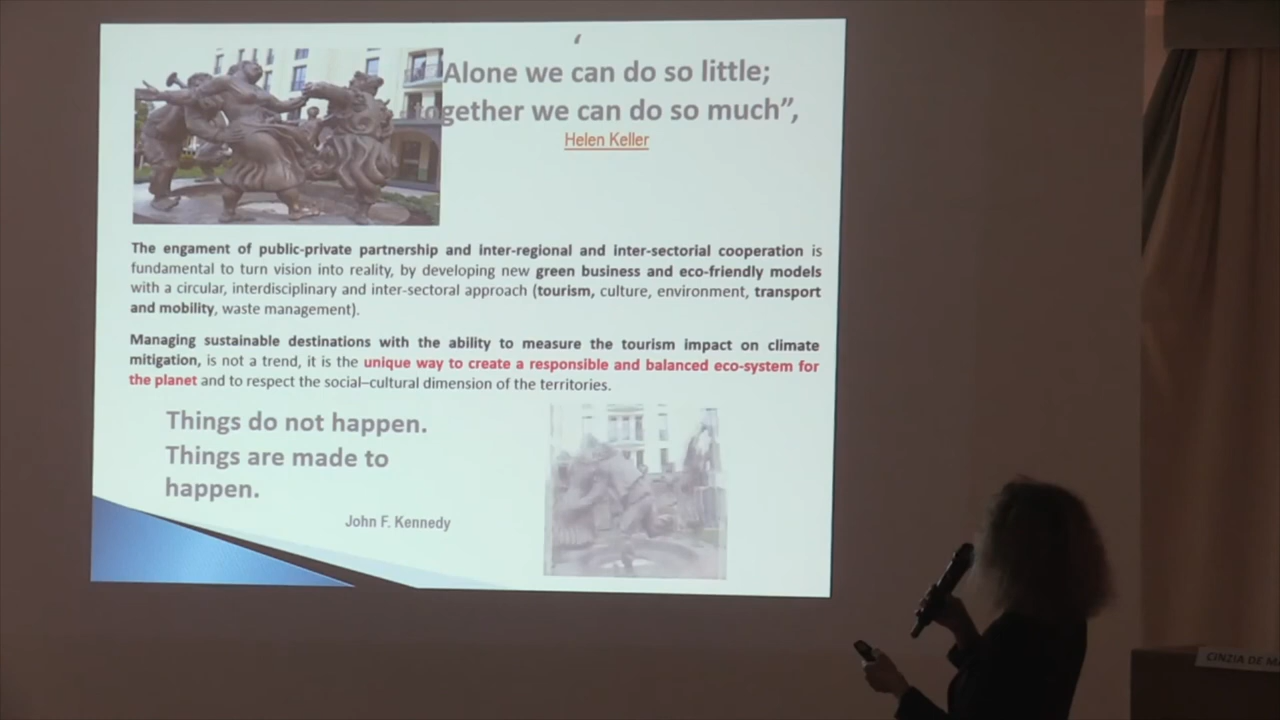 ‘
Alone we can do so little;
together we can do so much”,
Helen Keller
The engament of public-private partnership and inter-regional and inter-sectorial cooperation is
fundamental to turn vision into reality, by developing new green business and eco-friendly models
with a circular, interdisciplinary and inter-sectoral approach (tourism, culture, environment, transport
and mobility, waste management).
Managing sustainable destinations with the ability to measure the tourism impact on climate
mitigation, is not a trend, it is the unique way to create a responsible and balanced eco-system for
the planet and to respect the social–cultural dimension of the territories.
Things do not happen.
Things are made to
happen.
John F. Kennedy
CINZIA DE M